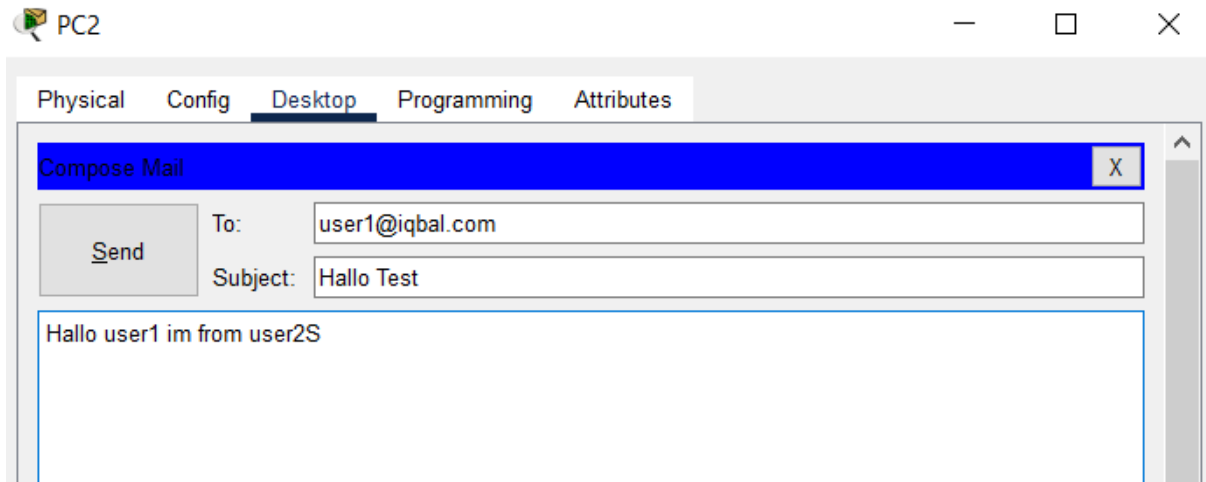 PC2
Physical Config Desktop Programming Attributes
Compose Mail
X
Send
To: user1@iqbal.com
Subject: Hallo Test
Hallo user1 im from user2S